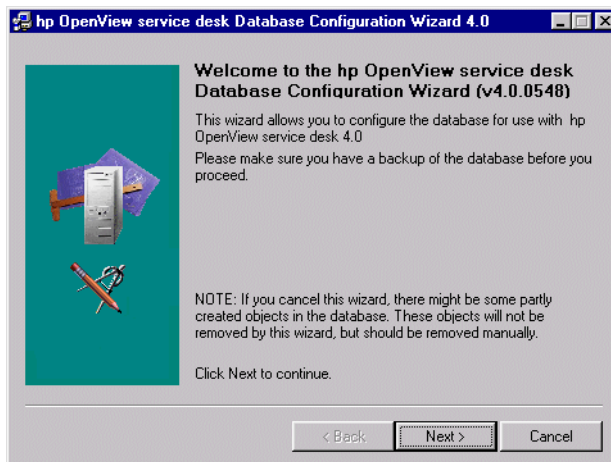 hp OpenView service desk Database Configuration Wizard 4.0
Welcome to the hp OpenView service desk
Database Configuration Wizard (v4.0.0548)
This wizard allows you to configure the database for use with hp
OpenView service desk 4.0
Please make sure you have a backup of the database before you
proceed.
NOTE: If you cancel this wizard, there might be some partly
created objects in the database. These objects will not be
removed by this wizard, but should be removed manually.
Click Next to continue.
< Back
Next >
Cancel